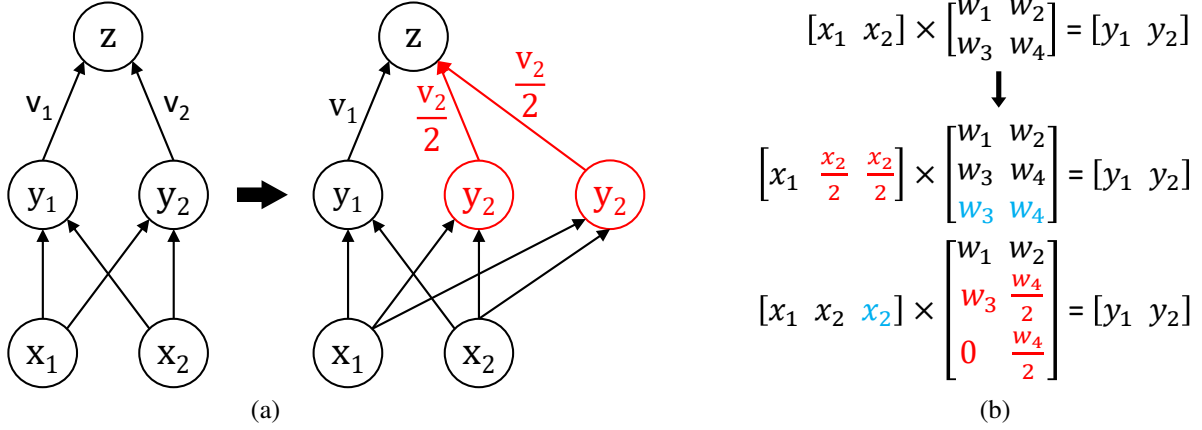 z
v₁ v₂
y₁ y₂
x₁ x₂
z
v₁ v₂/2 v₂/2
y₁ y₂ y₂
x₁ x₂
(a)
[x₁ x₂] × [w₁ w₂
w₃ w₄] = [y₁ y₂]
[x₁ x₂/2 x₂/2] × [w₁ w₂
w₃ w₄
w₃ w₄] = [y₁ y₂]
[x₁ x₂ x₂] × [w₁ w₂
w₃ w₄/2
0 w₄/2] = [y₁ y₂]
(b)